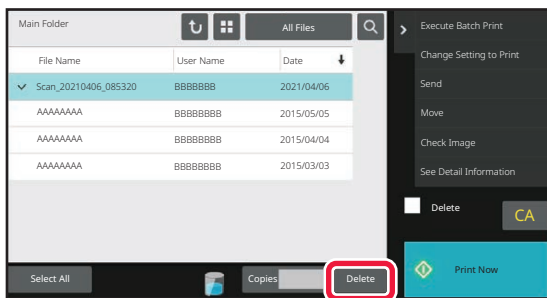 Main Folder
All Files
File Name User Name Date
Scan_20210406_085320 BBBBBBB 2021/04/06
AAAAAAAA BBBBBBBB 2015/05/05
AAAAAAAA BBBBBBBB 2015/04/04
AAAAAAAA BBBBBBBB 2015/03/03
Select All
Copies
Delete
Execute Batch Print
Change Setting to Print
Send
Move
Check Image
See Detail Information
Delete
CA
Print Now